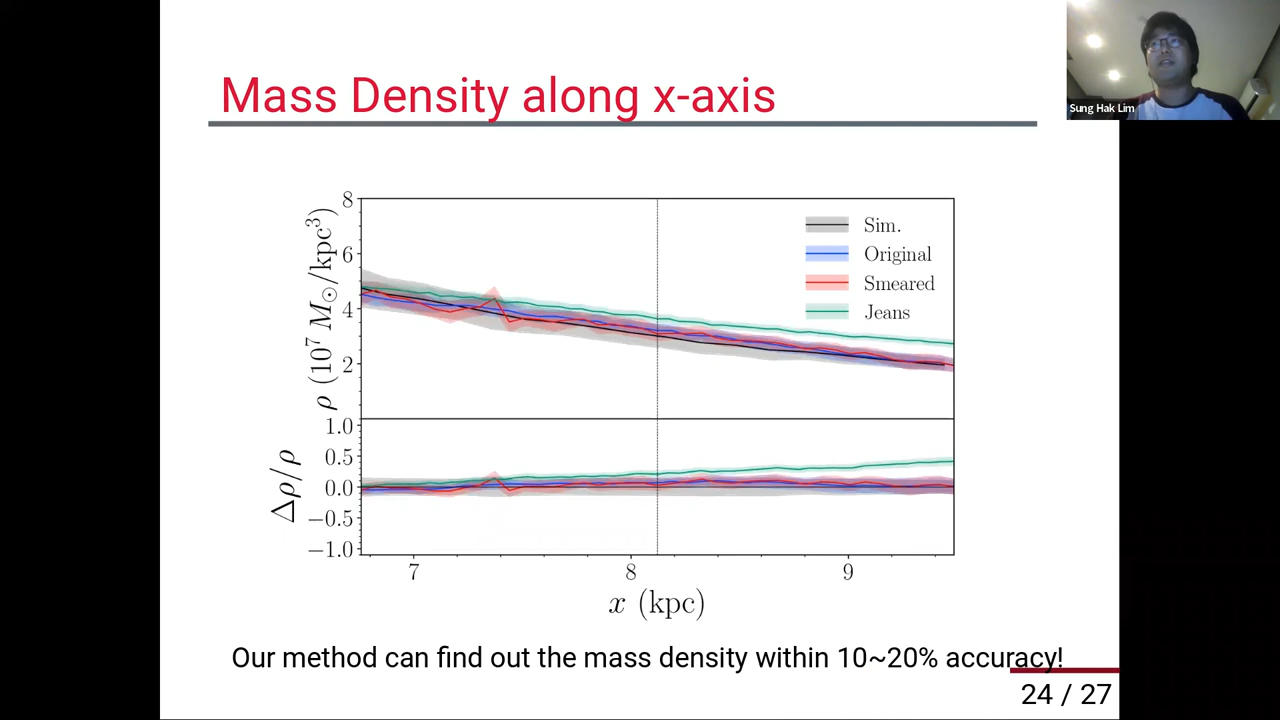 Mass Density along x-axis
Sung Hak Lim
8
6
4
2
ρ (10⁷ M☉/kpc³)
Sim.
Original
Smeared
Jeans
1.0
0.5
0.0
−0.5
−1.0
Δρ/ρ
7
8
9
x (kpc)
Our method can find out the mass density within 10~20% accuracy!
24 / 27